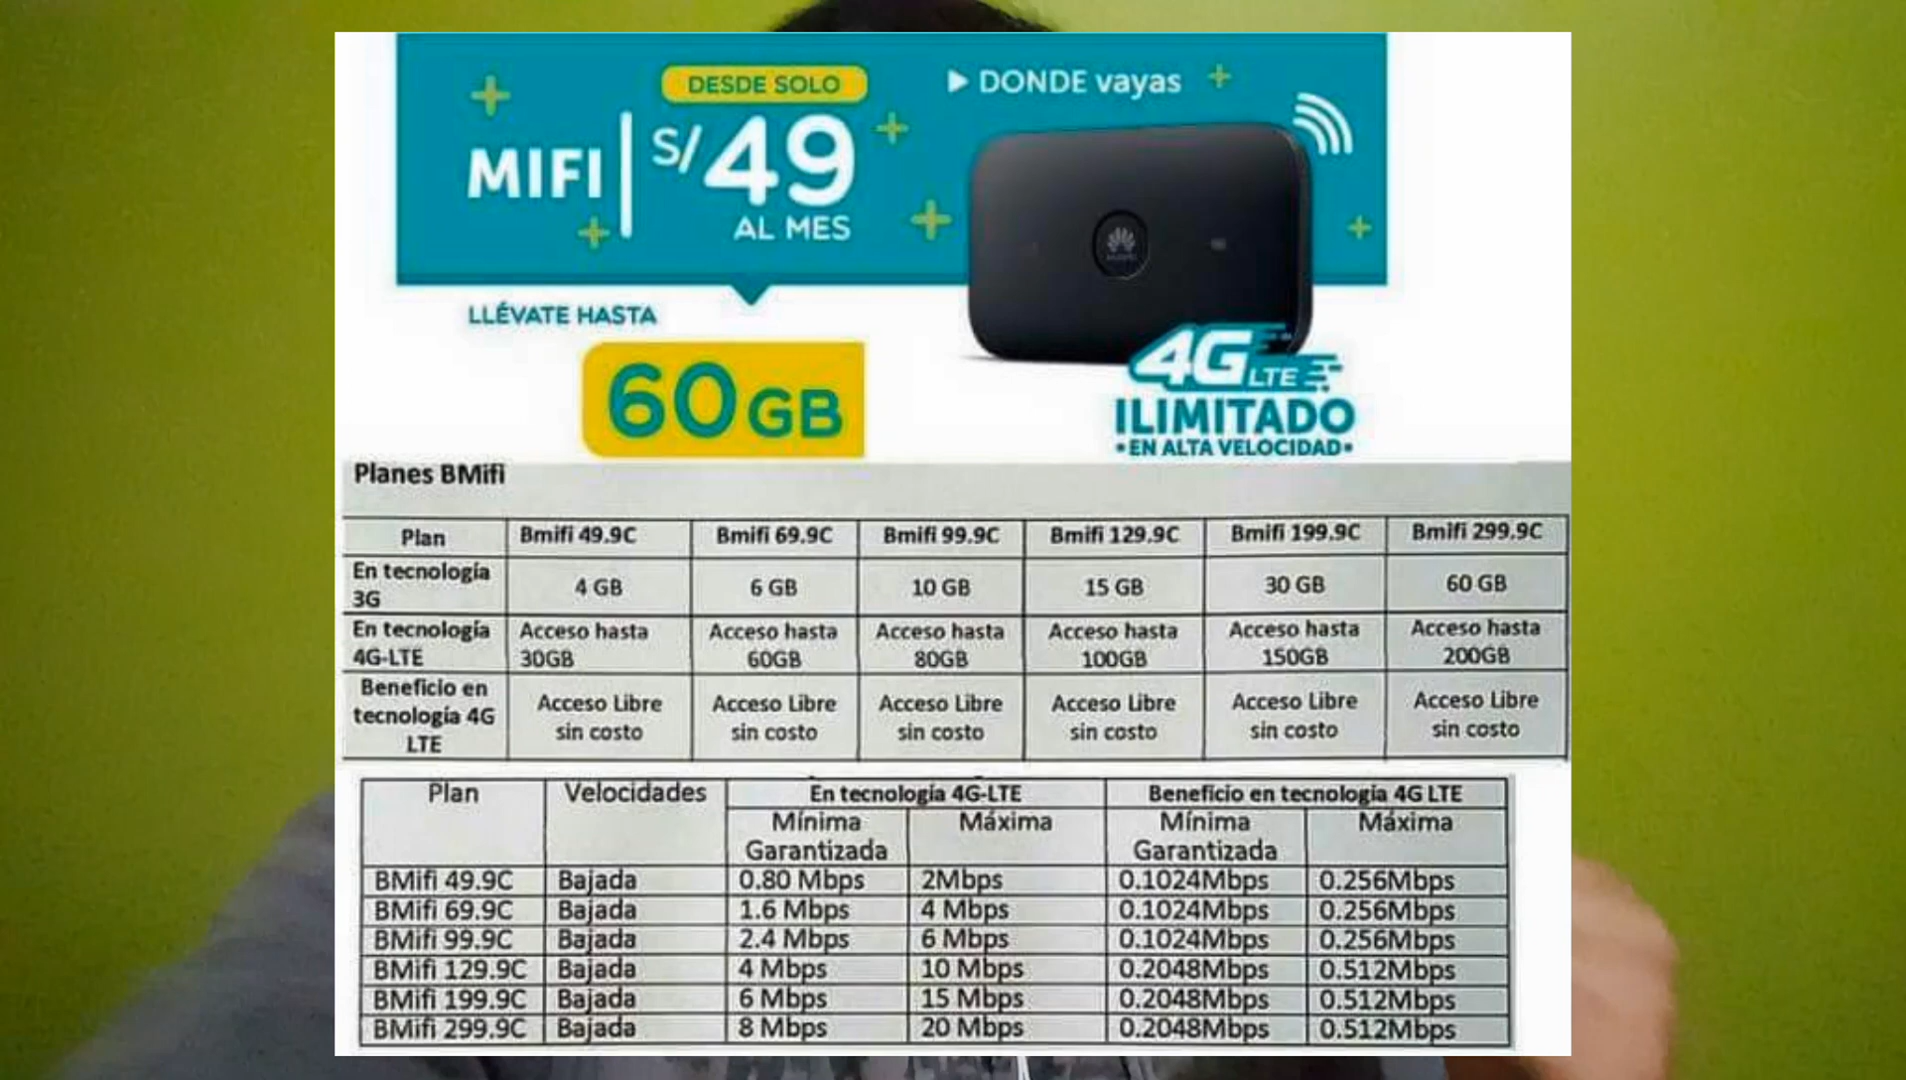 DESDE SOLO
DONDE vayas
MIFI
S/49
AL MES
LLÉVATE HASTA
60 GB
4G LTE
ILIMITADO
•EN ALTA VELOCIDAD•
Planes BMifi
Plan Bmifi 49.9C Bmifi 69.9C Bmifi 99.9C Bmifi 129.9C Bmifi 199.9C Bmifi 299.9C
En tecnología
3G 4 GB 6 GB 10 GB 15 GB 30 GB 60 GB
En tecnología Acceso hasta Acceso hasta Acceso hasta Acceso hasta Acceso hasta Acceso hasta
4G-LTE 30GB 60GB 80GB 100GB 150GB 200GB
Beneficio en
tecnología 4G
LTE
Acceso Libre Acceso Libre Acceso Libre Acceso Libre Acceso Libre Acceso Libre
sin costo sin costo sin costo sin costo sin costo sin costo
Plan Velocidades En tecnología 4G-LTE Beneficio en tecnología 4G LTE
Mínima Máxima Mínima Máxima
Garantizada Garantizada
BMifi 49.9C Bajada 0.80 Mbps 2Mbps 0.1024Mbps 0.256Mbps
BMifi 69.9C Bajada 1.6 Mbps 4 Mbps 0.1024Mbps 0.256Mbps
BMifi 99.9C Bajada 2.4 Mbps 6 Mbps 0.1024Mbps 0.256Mbps
BMifi 129.9C Bajada 4 Mbps 10 Mbps 0.2048Mbps 0.512Mbps
BMifi 199.9C Bajada 6 Mbps 15 Mbps 0.2048Mbps 0.512Mbps
BMifi 299.9C Bajada 8 Mbps 20 Mbps 0.2048Mbps 0.512Mbps